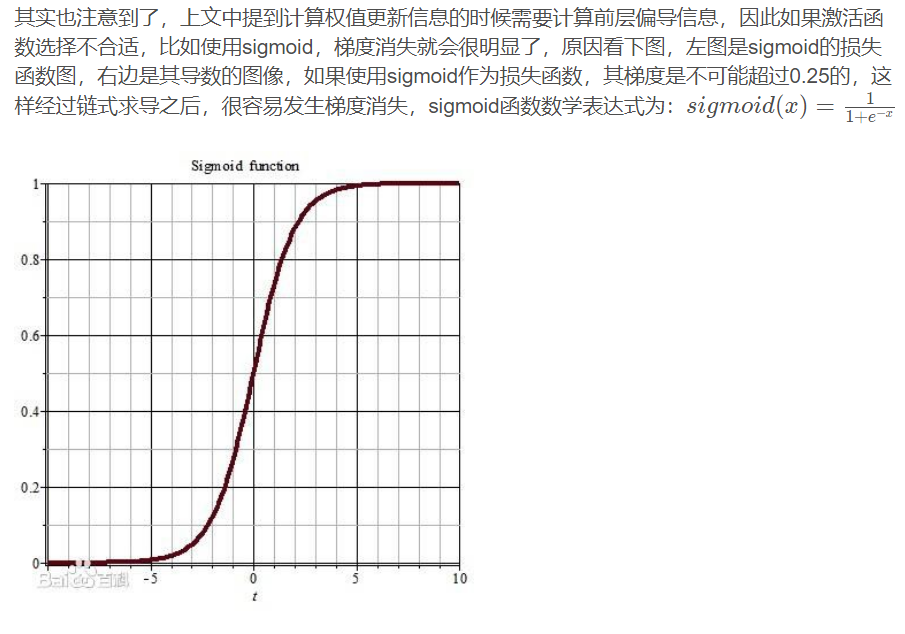 其实也注意到了，上文中提到计算权值更新信息的时候需要计算前层偏导信息，因此如果激活函
数选择不合适，比如使用sigmoid，梯度消失就会很明显了，原因看下图，左图是sigmoid的损失
函数图，右边是其导数的图像，如果使用sigmoid作为损失函数，其梯度是不可能超过0.25的，这
样经过链式求导之后，很容易发生梯度消失，sigmoid函数数学表达式为：sigmoid(x) = 1/(1+e^{-x})
Sigmoid function
1
0.8
0.6
0.4
0.2
0
-5 0 5 10
t
Baidu百科